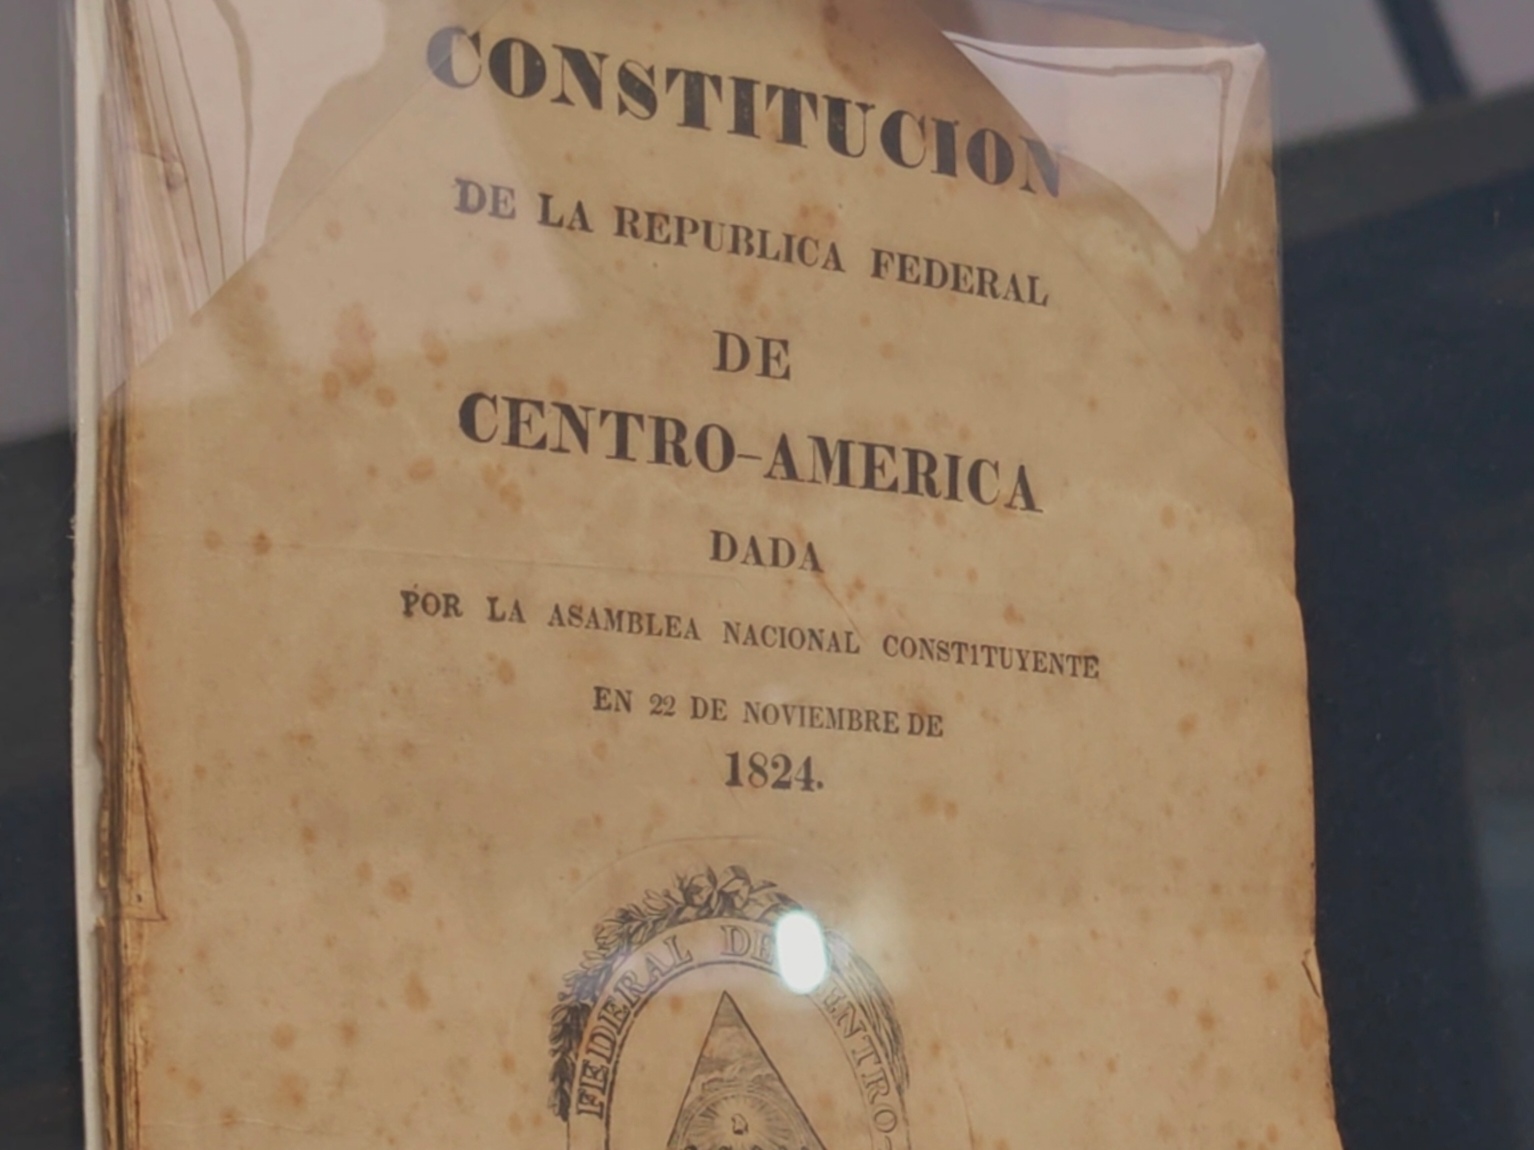 CONSTITUCION
DE LA REPUBLICA FEDERAL
DE
CENTRO-AMERICA
DADA
POR LA ASAMBLEA NACIONAL CONSTITUYENTE
EN 22 DE NOVIEMBRE DE
1824.
FEDERAL DE